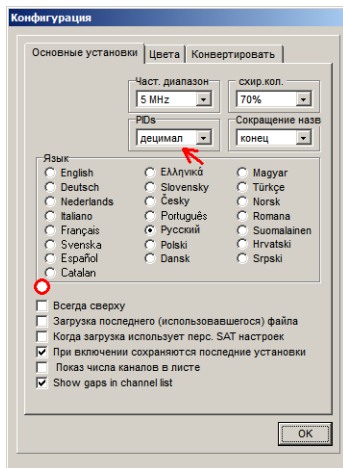 Конфигурация
Основные установки Цвета Конвертировать
Част. диапазон схир.кол.
5 MHz 70%
PIDs Сокращение назв
децимал конец
Язык
English Ελληνικά Magyar
Deutsch Slovensky Türkçe
Nederlands Česky Norsk
Italiano Português Romana
Français Русский Suomalainen
Svenska Polski Hrvatski
Español Dansk Srpski
Catalan
Всегда сверху
Загрузка последнего (использовавшегося) файла
Когда загрузка использует перс. SAT настроек
При включении сохраняются последние установки
Показ числа каналов в листе
Show gaps in channel list
OK